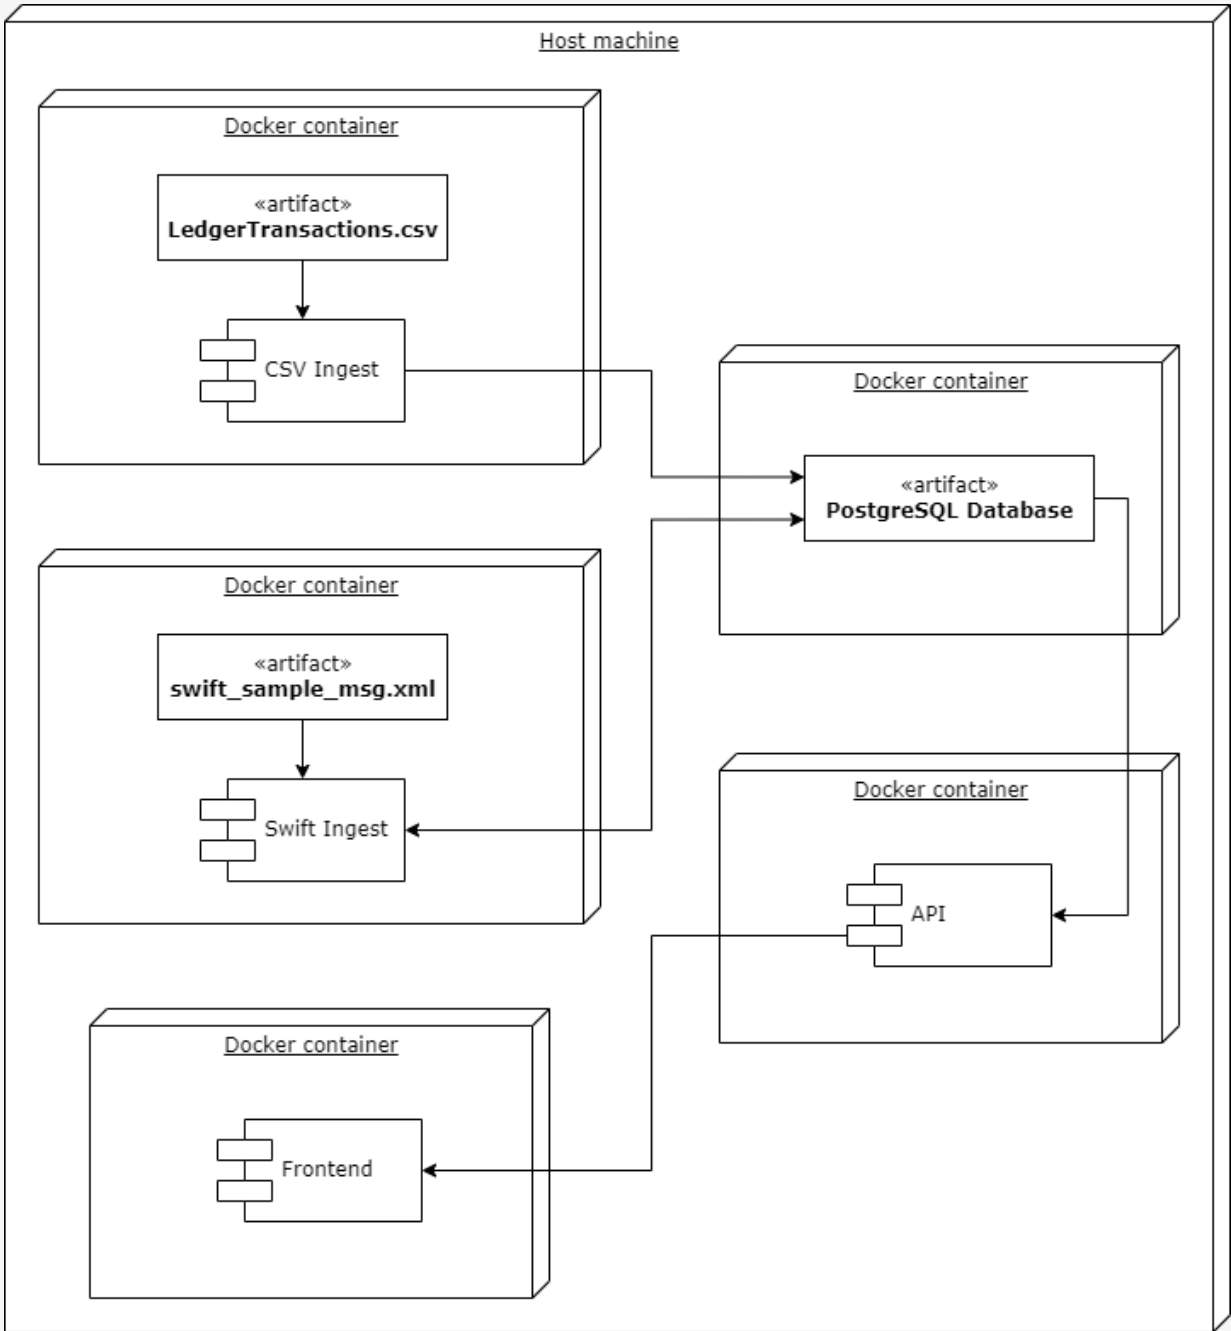 Host machine
Docker container
«artifact»
LedgerTransactions.csv
CSV Ingest
Docker container
«artifact»
PostgreSQL Database
Docker container
«artifact»
swift_sample_msg.xml
Swift Ingest
Docker container
API
Docker container
Frontend